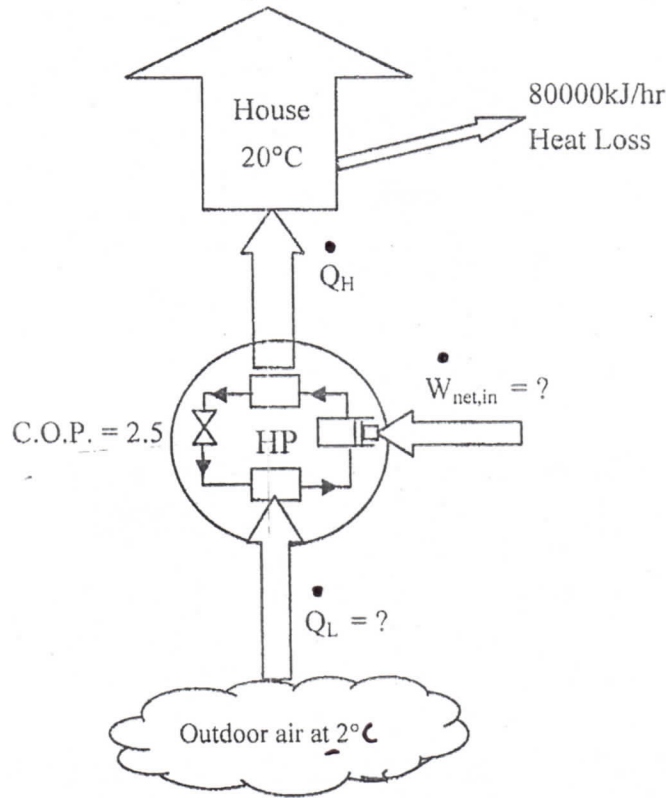 House
20°C
80000kJ/hr
Heat Loss
Q̇H
Ẇnet,in = ?
C.O.P. = 2.5
HP
Q̇L = ?
Outdoor air at 2°C